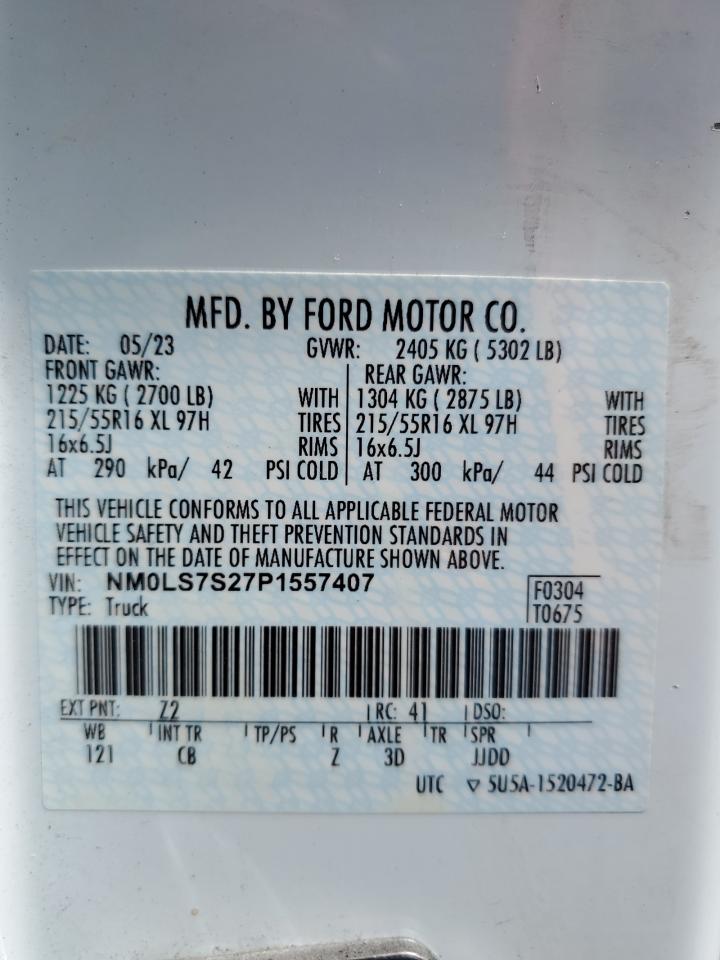 MFD. BY FORD MOTOR CO.
DATE: 05/23 GVWR: 2405 KG ( 5302 LB)
FRONT GAWR: REAR GAWR:
1225 KG ( 2700 LB) WITH 1304 KG ( 2875 LB) WITH
215/55R16 XL 97H TIRES 215/55R16 XL 97H TIRES
16x6.5J RIMS 16x6.5J RIMS
AT 290 kPa/ 42 PSI COLD AT 300 kPa/ 44 PSI COLD
THIS VEHICLE CONFORMS TO ALL APPLICABLE FEDERAL MOTOR
VEHICLE SAFETY AND THEFT PREVENTION STANDARDS IN
EFFECT ON THE DATE OF MANUFACTURE SHOWN ABOVE.
VIN: NM0LS7S27P1557407 F0304
TYPE: Truck T0675
EXT PNT: Z2 RC: 41 DSO:
WB INT TR TP/PS R AXLE TR SPR
121 CB Z 3D JJDD
UTC ▽ 5U5A-1520472-BA